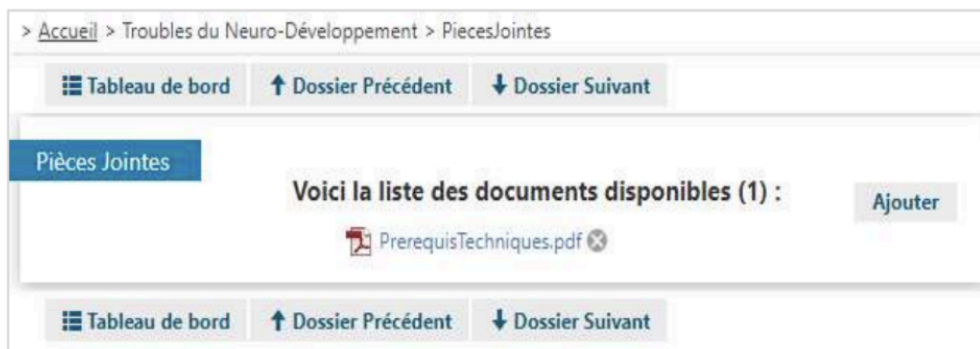 > Accueil > Troubles du Neuro-Développement > PiecesJointes
Tableau de bord Dossier Précédent Dossier Suivant
Pièces Jointes
Voici la liste des documents disponibles (1) :
Ajouter
PrerequisTechniques.pdf
Tableau de bord Dossier Précédent Dossier Suivant